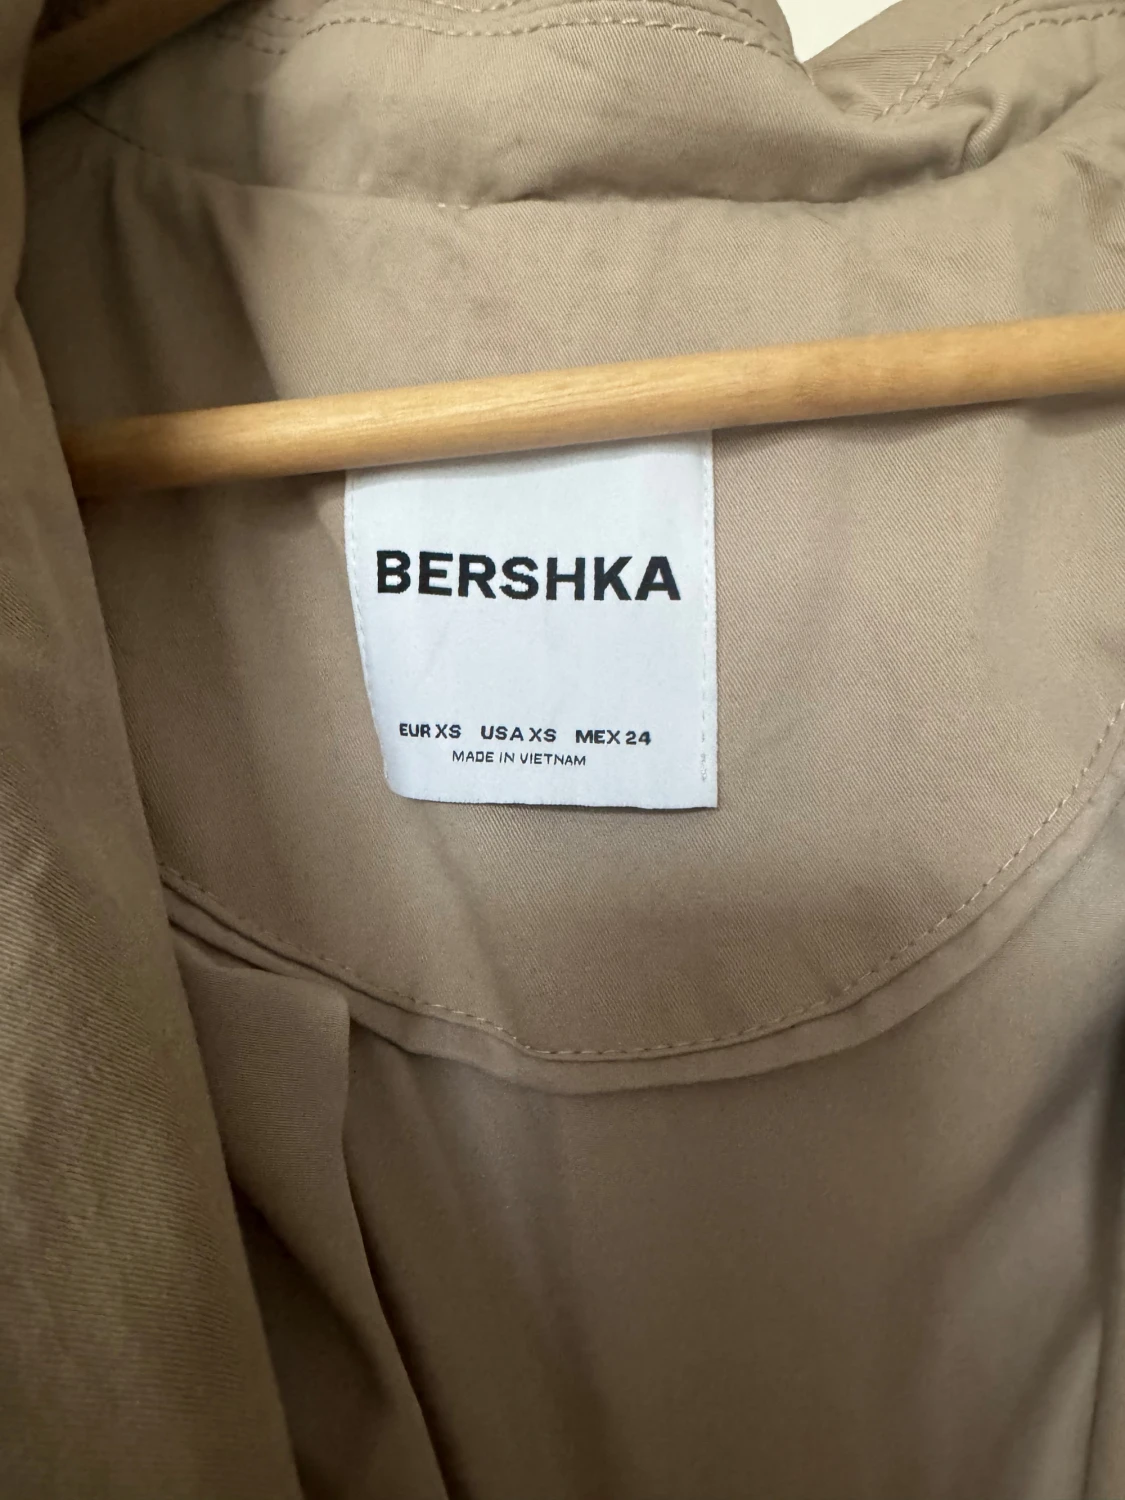 BERSHKA
EUR XS USA XS MEX 24
MADE IN VIETNAM